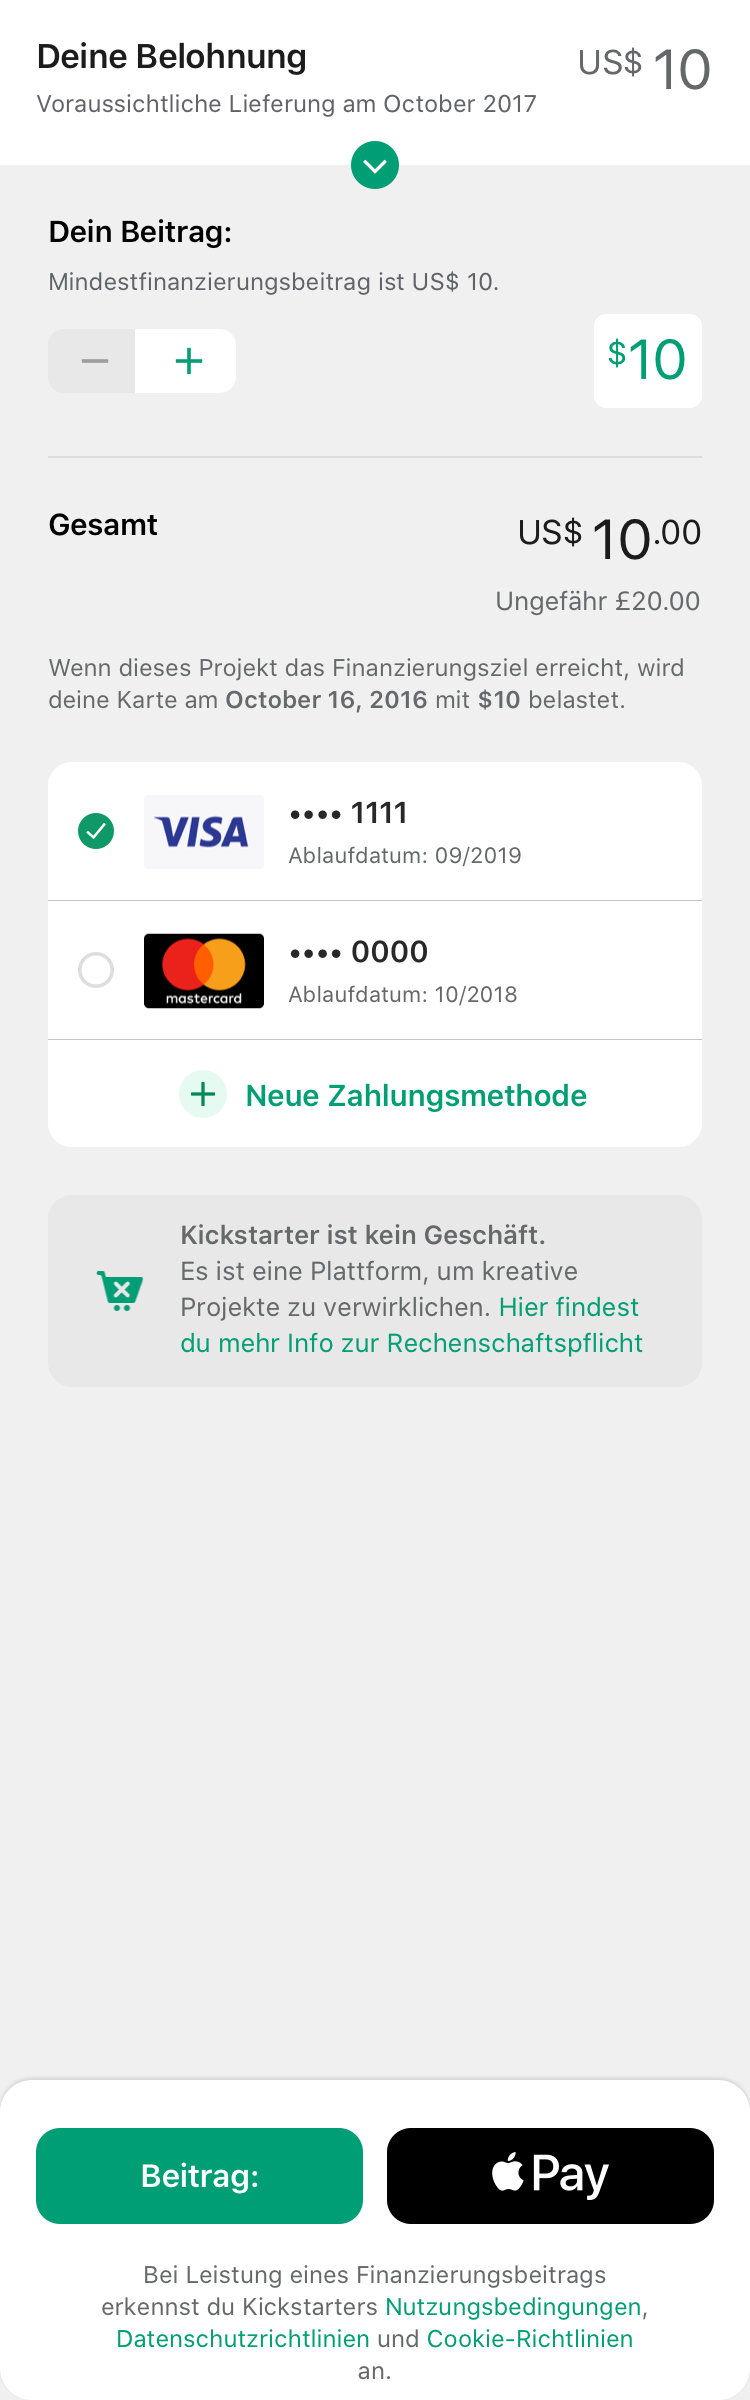 Deine Belohnung
US$ 10
Voraussichtliche Lieferung am October 2017
Dein Beitrag:
Mindestfinanzierungsbeitrag ist US$ 10.
$10
Gesamt
US$ 10.00
Ungefähr £20.00
Wenn dieses Projekt das Finanzierungsziel erreicht, wird
deine Karte am October 16, 2016 mit $10 belastet.
VISA
•••• 1111
Ablaufdatum: 09/2019
mastercard
•••• 0000
Ablaufdatum: 10/2018
Neue Zahlungsmethode
Kickstarter ist kein Geschäft.
Es ist eine Plattform, um kreative
Projekte zu verwirklichen. Hier findest
du mehr Info zur Rechenschaftspflicht
Beitrag:
Pay
Bei Leistung eines Finanzierungsbeitrags
erkennst du Kickstarters Nutzungsbedingungen,
Datenschutzrichtlinien und Cookie-Richtlinien
an.